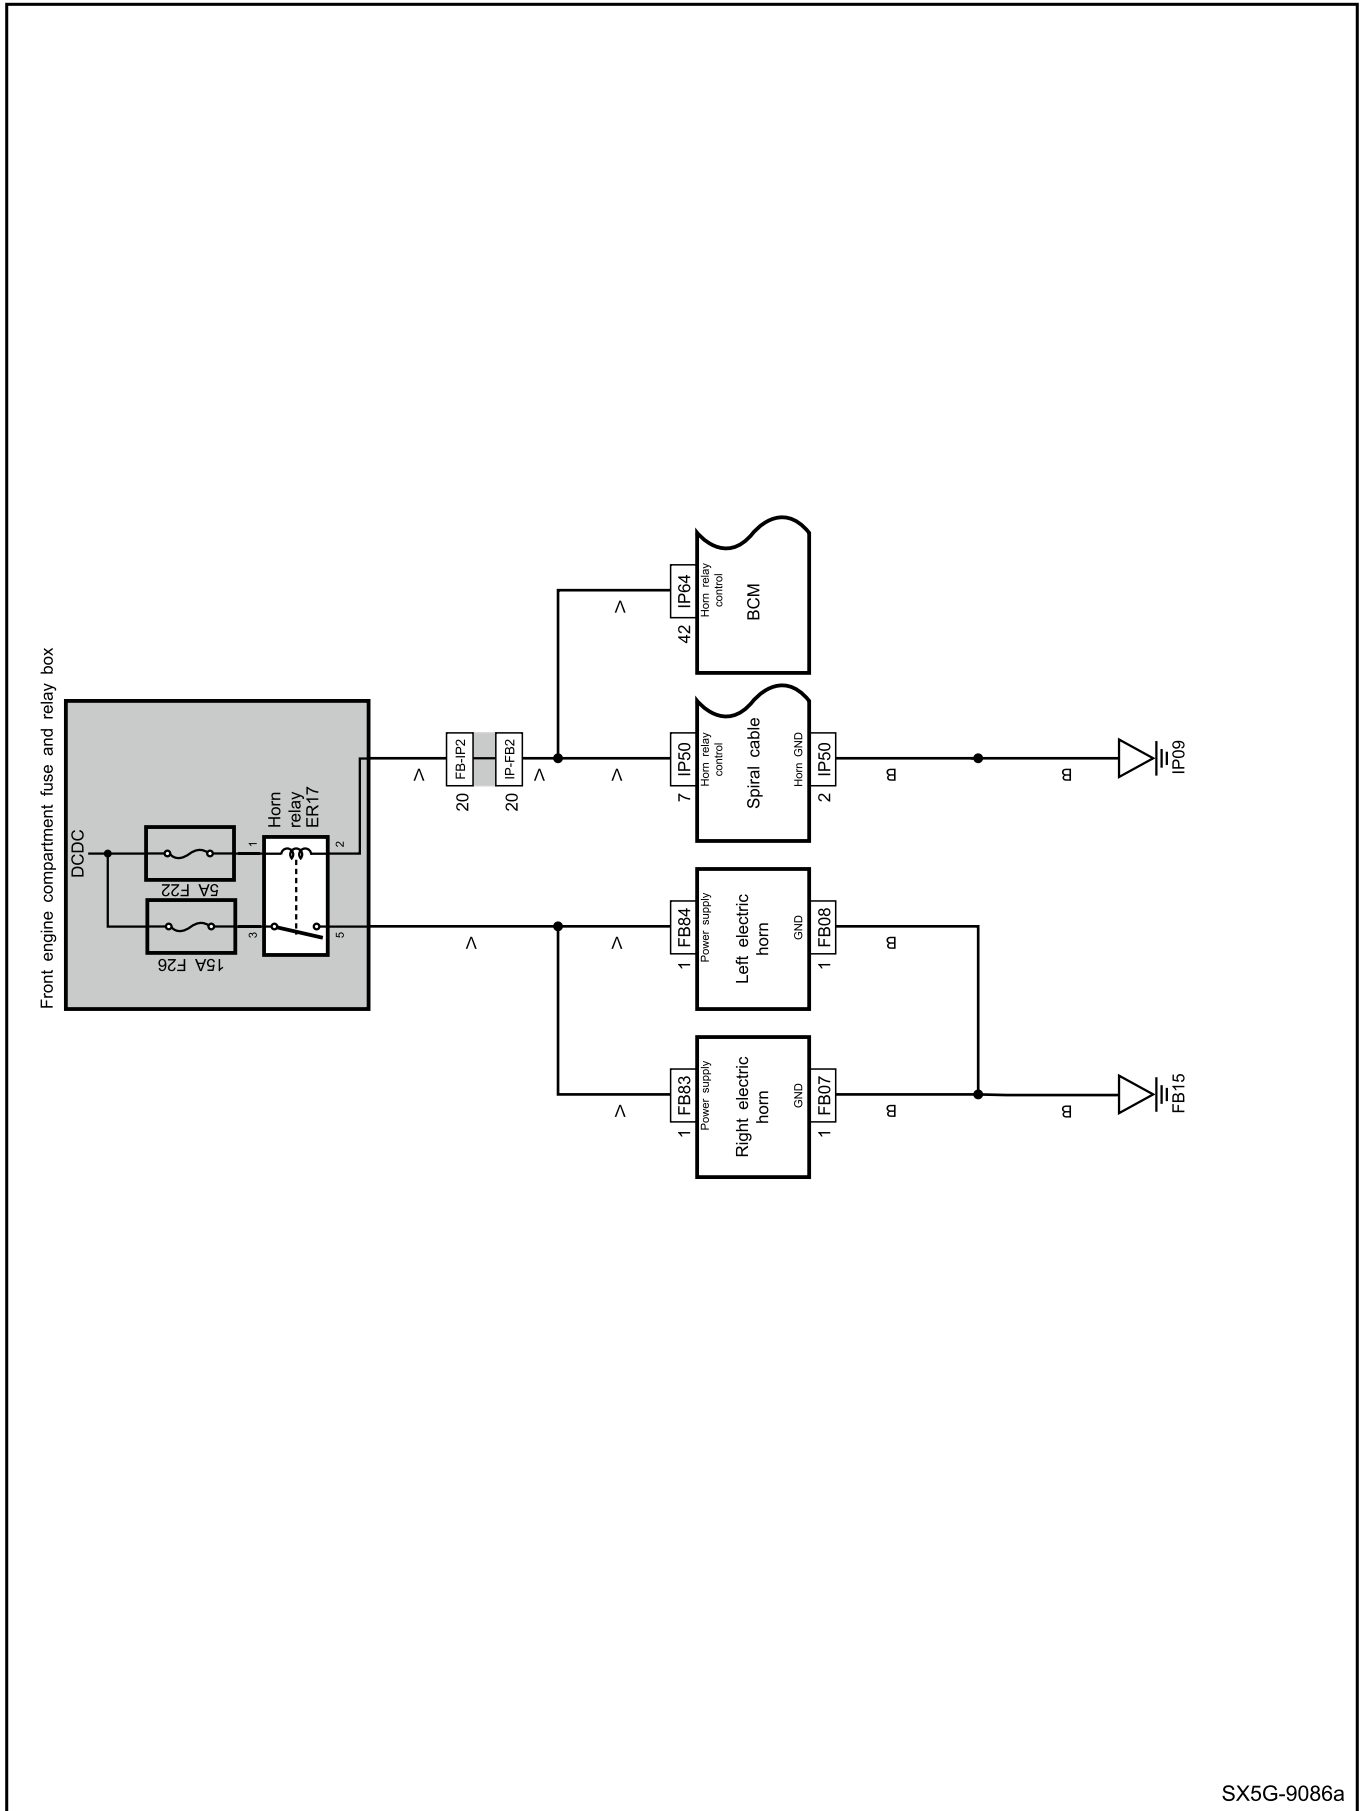 Front engine compartment fuse and relay box
DCDC
5A F22
15A F26
Horn
relay
ER17
1
2
3
5
V
FB-IP2
20
IP-FB2
20
V
V
V
V
V
V
42
IP64
Horn relay
control
BCM
7
IP50
Horn relay
control
Spiral cable
Horn GND
2
IP50
B
B
IP09
1
FB84
Power supply
Left electric
horn
GND
1
FB08
B
1
FB83
Power supply
Right electric
horn
GND
1
FB07
B
B
FB15
SX5G-9086a